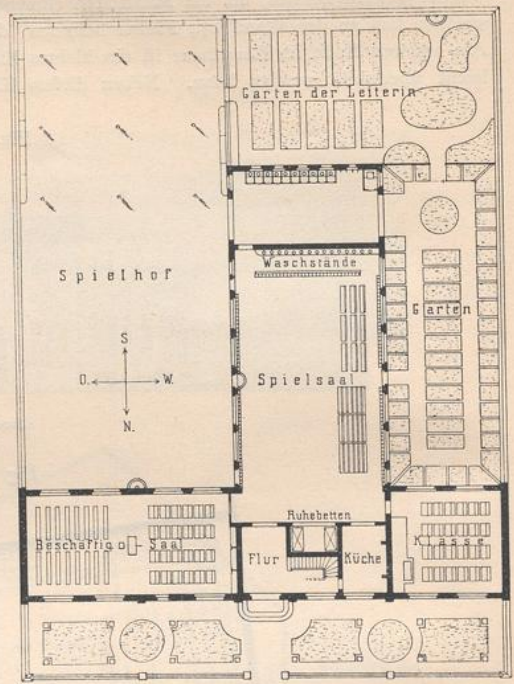 Garten der Leiterin
Spielhof
Waschstände
Garten
S
O. W.
N.
Spielsaal
Ruhebetten
Beschäftig. Saal
Flur
Küche
Klasse